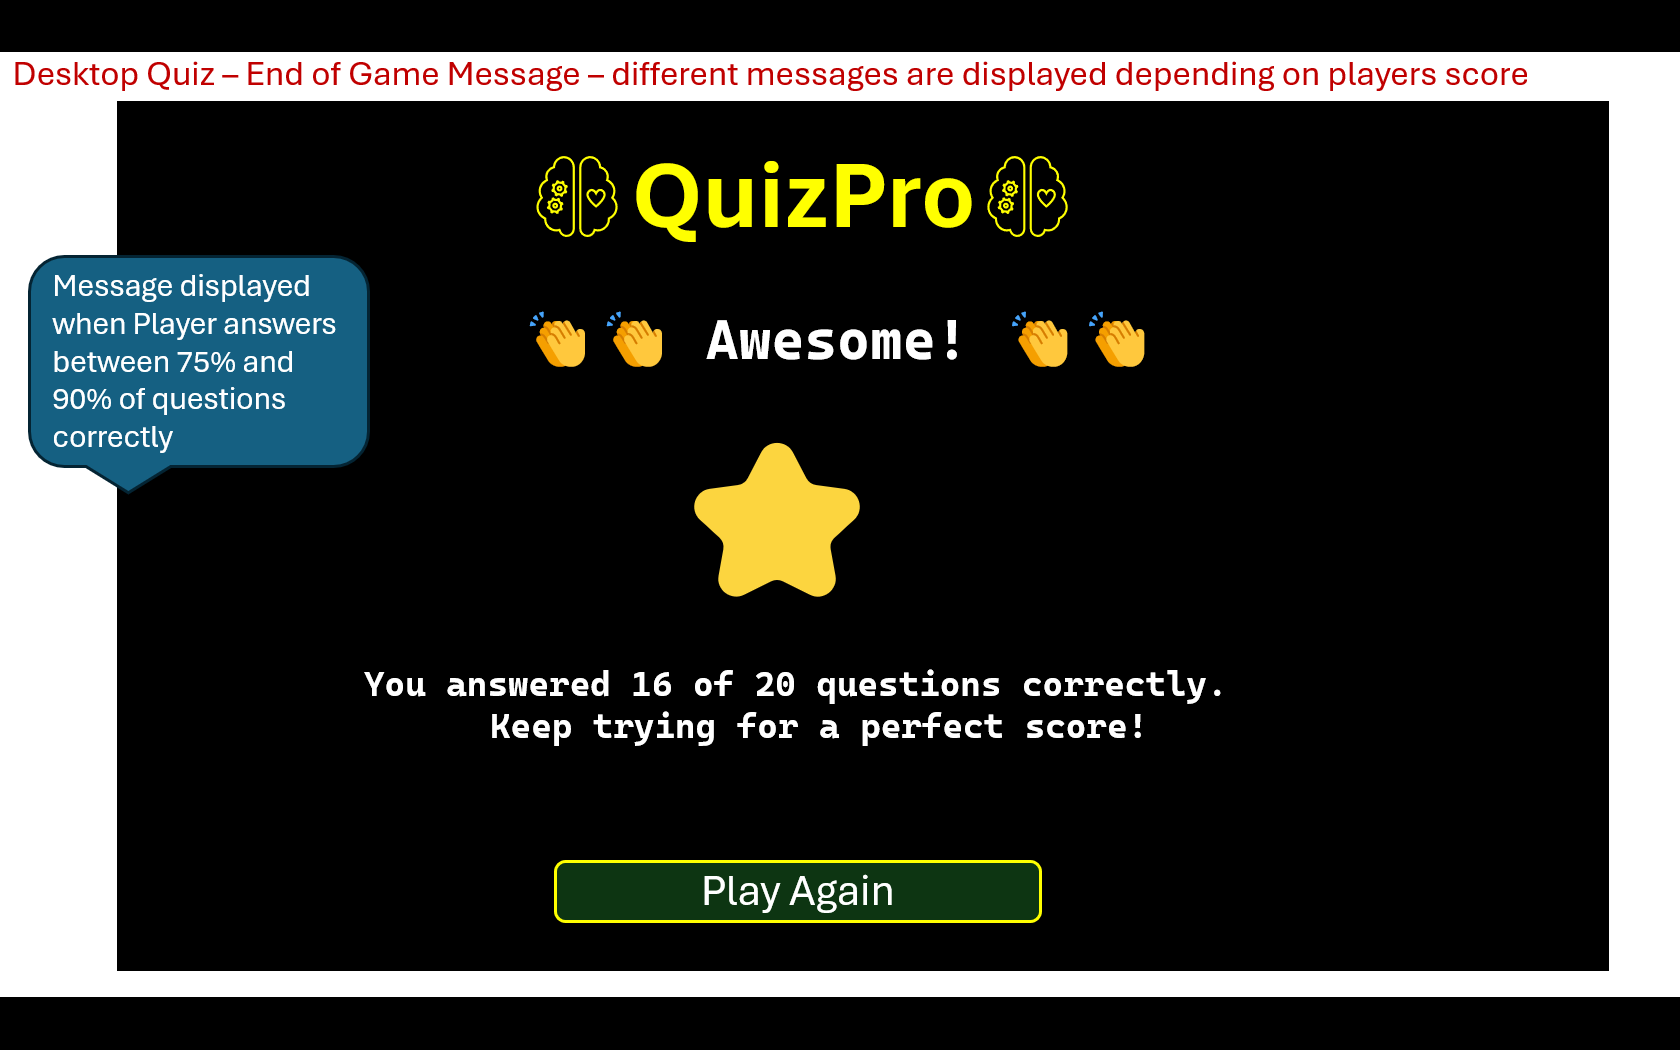 Desktop Quiz – End of Game Message – different messages are displayed depending on players score
QuizPro
Message displayed
when Player answers
between 75% and
90% of questions
correctly
Awesome!
You answered 16 of 20 questions correctly.
Keep trying for a perfect score!
Play Again